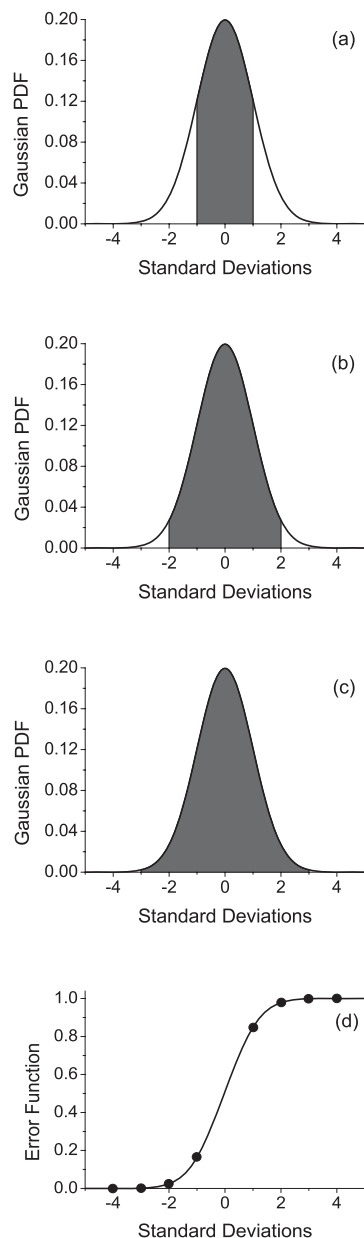 0.20
(a)
0.16
0.12
0.08
0.04
0.00
Gaussian PDF
-4 -2 0 2 4
Standard Deviations
0.20
(b)
0.16
0.12
0.08
0.04
0.00
Gaussian PDF
-4 -2 0 2 4
Standard Deviations
0.20
(c)
0.16
0.12
0.08
0.04
0.00
Gaussian PDF
-4 -2 0 2 4
Standard Deviations
1.0
(d)
0.8
0.6
0.4
0.2
0.0
Error Function
-4 -2 0 2 4
Standard Deviations